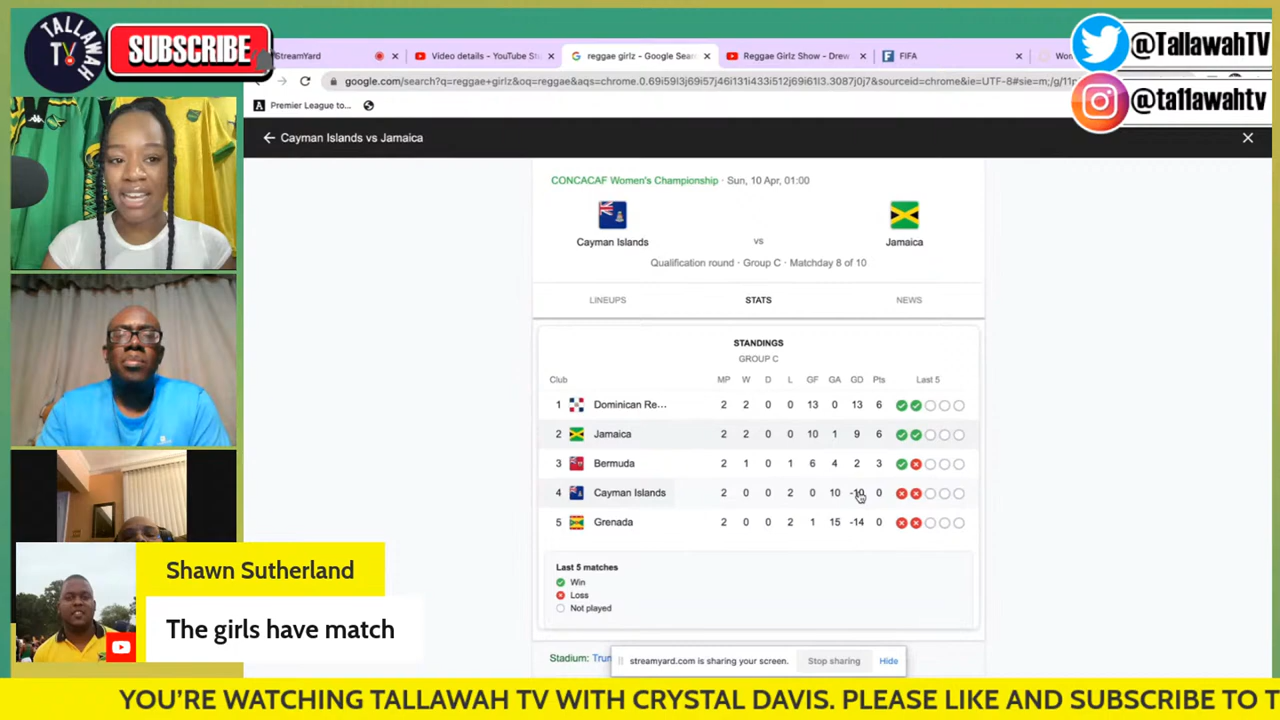 TALLAWAH
TV
SUBSCRIBE
StreamYard
Video details - YouTube St
reggae girlz - Google Sear
Reggae Girlz Show - Drew
FIFA
@TallawahTV
google.com/search?q=reggae+girlz&oq=reggae&aqs=chrome.0.69i59l3j69i57j46i131i433i512j69i61l3.3087j0j7&sourceid=chrome&ie=UTF-8#sie=m;/g/11
@ta11awahtv
Premier League to...
Cayman Islands vs Jamaica
CONCACAF Women's Championship · Sun, 10 Apr, 01:00
Cayman Islands vs Jamaica
Qualification round · Group C · Matchday 8 of 10
LINEUPS STATS NEWS
STANDINGS
GROUP C
Club MP W D L GF GA GD Pts Last 5
1 Dominican Re... 2 2 0 0 13 0 13 6
2 Jamaica 2 2 0 0 10 1 9 6
3 Bermuda 2 1 0 1 6 4 2 3
4 Cayman Islands 2 0 0 2 0 10 -10 0
5 Grenada 2 0 0 2 1 15 -14 0
Last 5 matches
Win
Loss
Not played
Shawn Sutherland
The girls have match
Stadium: Trun
streamyard.com is sharing your screen. Stop sharing Hide
YOU'RE WATCHING TALLAWAH TV WITH CRYSTAL DAVIS. PLEASE LIKE AND SUBSCRIBE TO T